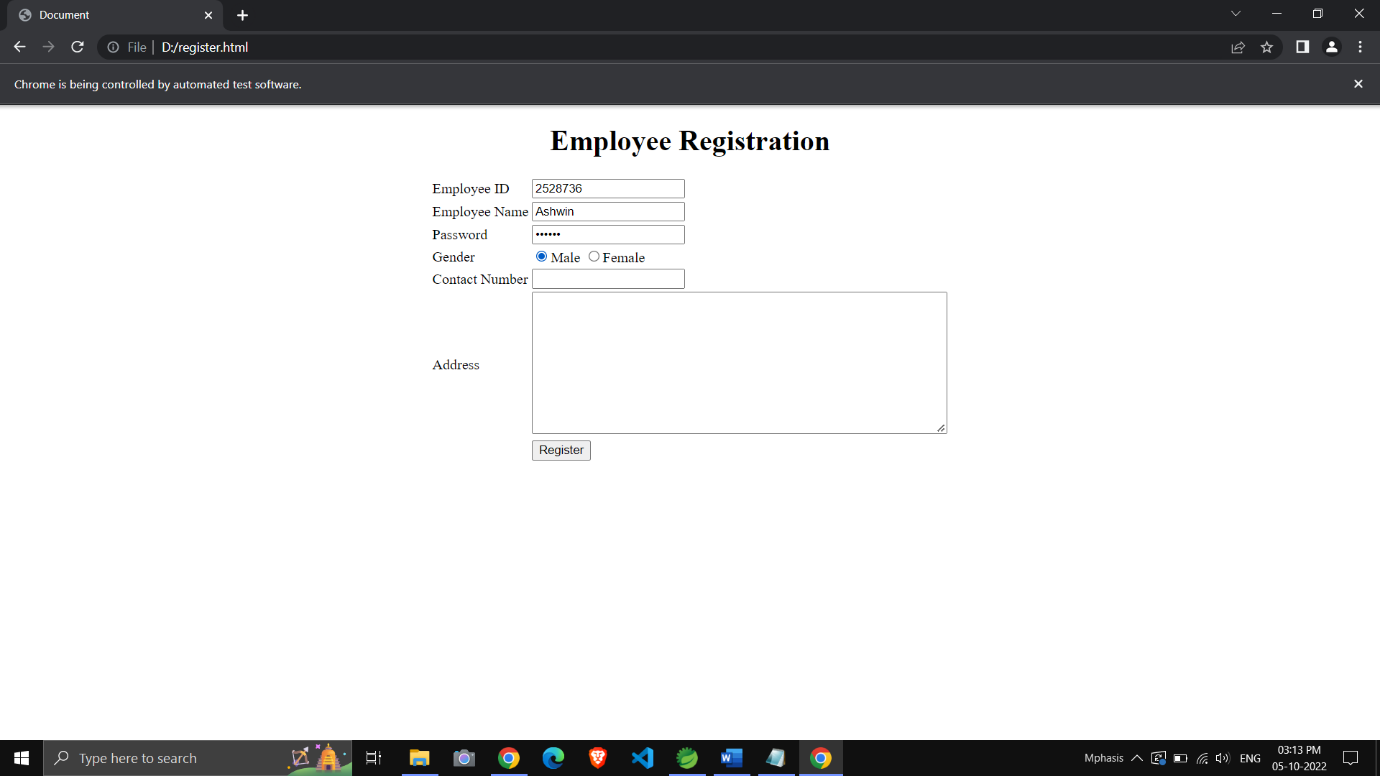 Document
File | D:/register.html
Chrome is being controlled by automated test software.
Employee Registration
Employee ID 2528736
Employee Name Ashwin
Password ••••••
Gender Male Female
Contact Number
Address
Register
Type here to search
Mphasis ENG 03:13 PM
05-10-2022